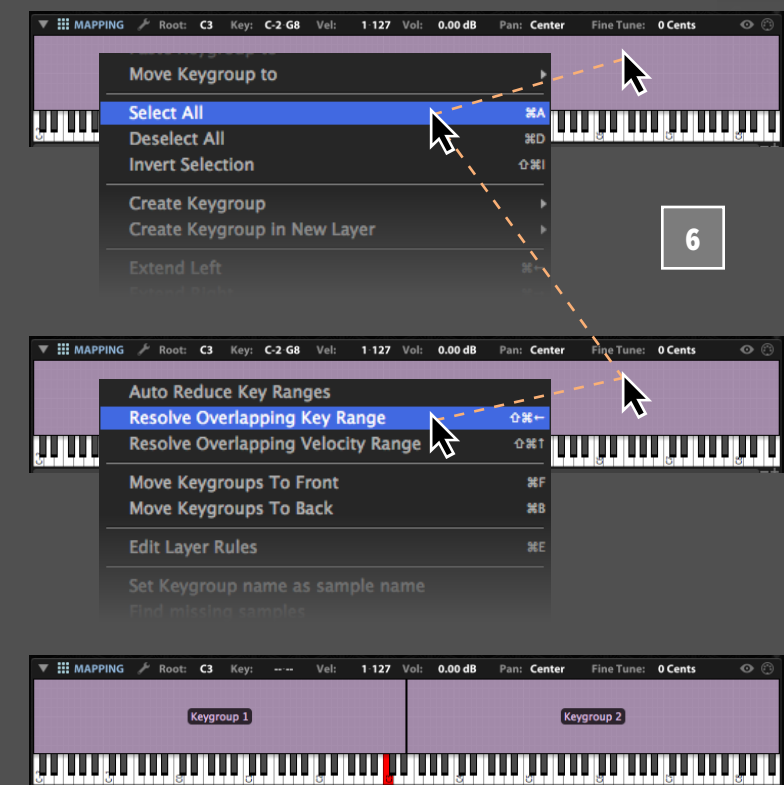 MAPPING Root: C3 Key: C-2 G8 Vel: 1 127 Vol: 0.00 dB Pan: Center Fine Tune: 0 Cents
Move Keygroup to
Select All ⌘A
Deselect All ⌘D
Invert Selection ⇧⌘I
Create Keygroup
Create Keygroup in New Layer
Extend Left ⌘←
Extend Right
6
MAPPING Root: C3 Key: C-2 G8 Vel: 1 127 Vol: 0.00 dB Pan: Center Fine Tune: 0 Cents
Auto Reduce Key Ranges
Resolve Overlapping Key Range ⇧⌘←
Resolve Overlapping Velocity Range ⇧⌘↑
Move Keygroups To Front ⌘F
Move Keygroups To Back ⌘B
Edit Layer Rules ⌘E
Set Keygroup name as sample name
Find missing samples
MAPPING Root: C3 Key: -- -- Vel: 1 127 Vol: 0.00 dB Pan: Center Fine Tune: 0 Cents
Keygroup 1 Keygroup 2